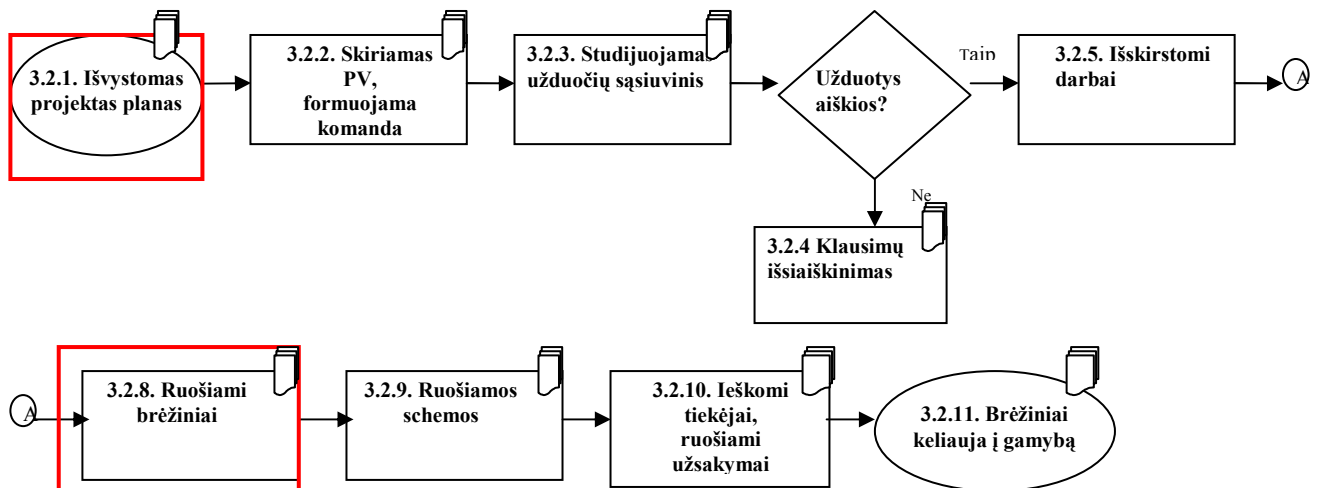 3.2.1. Išvystomas
projektas planas
3.2.2. Skiriamas
PV,
formuojama
komanda
3.2.3. Studijuojamas
užduočių sąsiuvinis
Užduotys
aiškios?
Taip
3.2.5. Išskirstomi
darbai
A
Ne
3.2.4 Klausimų
išsiaiškinimas
A
3.2.8. Ruošiami
brėžiniai
3.2.9. Ruošiamos
schemos
3.2.10. Ieškomi
tiekėjai,
ruošiami
užsakymai
3.2.11. Brėžiniai
keliauja į gamybą